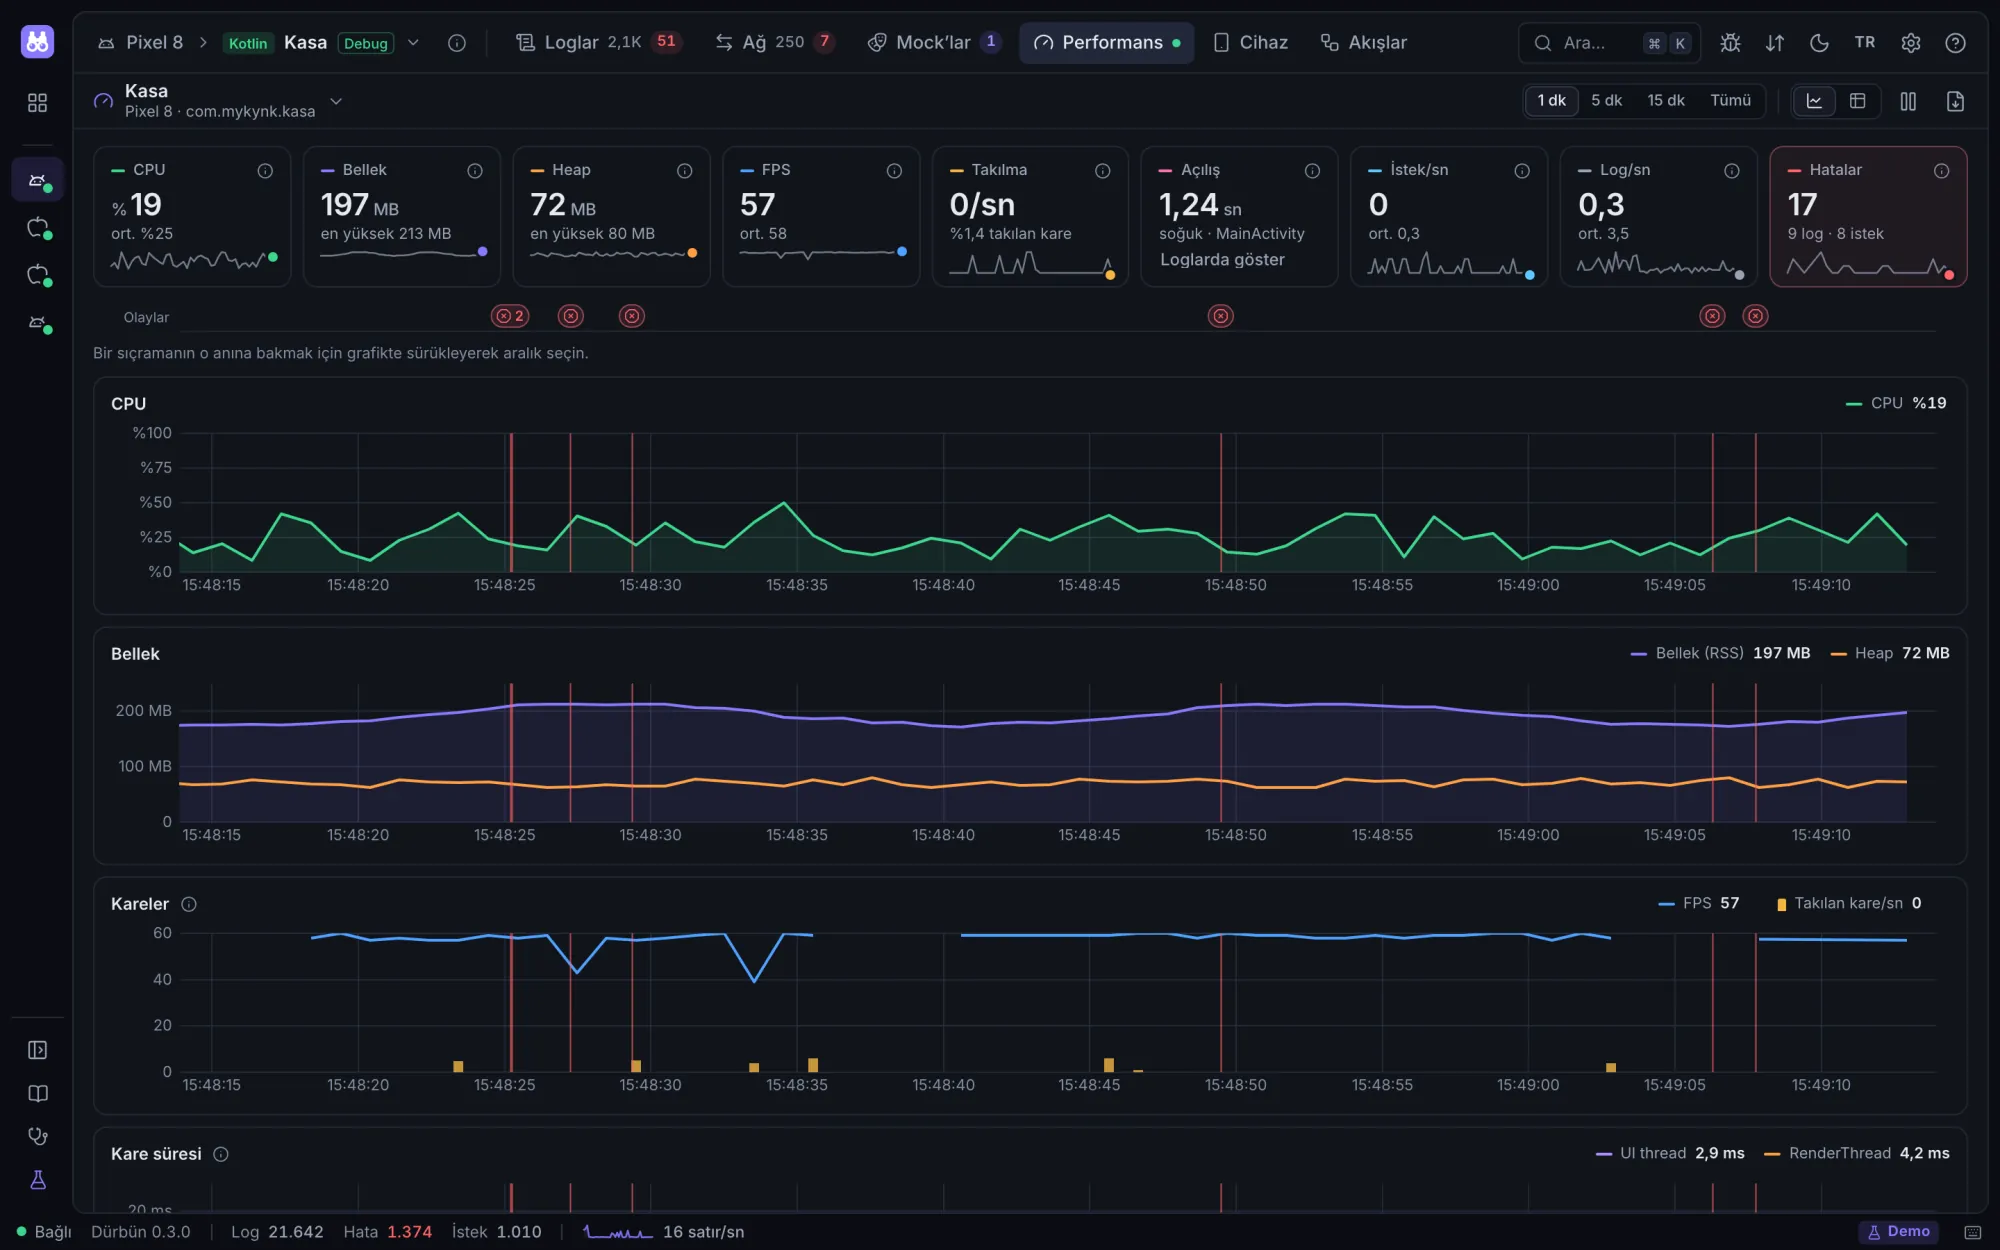 Pixel 8 Kotlin Kasa Debug Loglar 2,1K 51 Ağ 250 7 Mock’lar 1 Performans Cihaz Akışlar Ara... ⌘ K TR
Kasa
Pixel 8 · com.mykynk.kasa
1 dk 5 dk 15 dk Tümü
CPU
% 19
ort. %25
Bellek
197 MB
en yüksek 213 MB
Heap
72 MB
en yüksek 80 MB
FPS
57
ort. 58
Takılma
0/sn
%1,4 takılan kare
Açılış
1,24 sn
soğuk · MainActivity
Loglarda göster
İstek/sn
0
ort. 0,3
Log/sn
0,3
ort. 3,5
Hatalar
17
9 log · 8 istek
Olaylar 2
Bir sıçramanın o anına bakmak için grafikte sürükleyerek aralık seçin.
CPU CPU %19
%100
%75
%50
%25
%0
15:48:15 15:48:20 15:48:25 15:48:30 15:48:35 15:48:40 15:48:45 15:48:50 15:48:55 15:49:00 15:49:05 15:49:10
Bellek Bellek (RSS) 197 MB Heap 72 MB
200 MB
100 MB
0
15:48:15 15:48:20 15:48:25 15:48:30 15:48:35 15:48:40 15:48:45 15:48:50 15:48:55 15:49:00 15:49:05 15:49:10
Kareler FPS 57 Takılan kare/sn 0
60
40
20
0
15:48:15 15:48:20 15:48:25 15:48:30 15:48:35 15:48:40 15:48:45 15:48:50 15:48:55 15:49:00 15:49:05 15:49:10
Kare süresi UI thread 2,9 ms RenderThread 4,2 ms
20 ms
Bağlı Dürbün 0.3.0 Log 21.642 Hata 1.374 İstek 1.010 16 satır/sn Demo